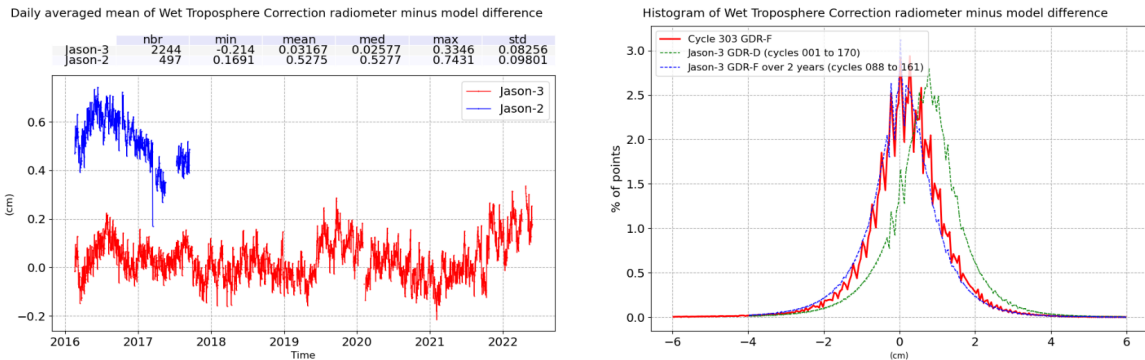 Daily averaged mean of Wet Troposphere Correction radiometer minus model difference
nbr min mean med max std
Jason-3 2244 -0.214 0.03167 0.02577 0.3346 0.08256
Jason-2 497 0.1691 0.5275 0.5277 0.7431 0.09801
Jason-3
Jason-2
(cm)
0.6
0.4
0.2
0.0
−0.2
2016 2017 2018 2019 2020 2021 2022
Time
Histogram of Wet Troposphere Correction radiometer minus model difference
Cycle 303 GDR-F
Jason-3 GDR-D (cycles 001 to 170)
Jason-3 GDR-F over 2 years (cycles 088 to 161)
% of points
3.0
2.5
2.0
1.5
1.0
0.5
0.0
−6 −4 −2 0 2 4 6
(cm)